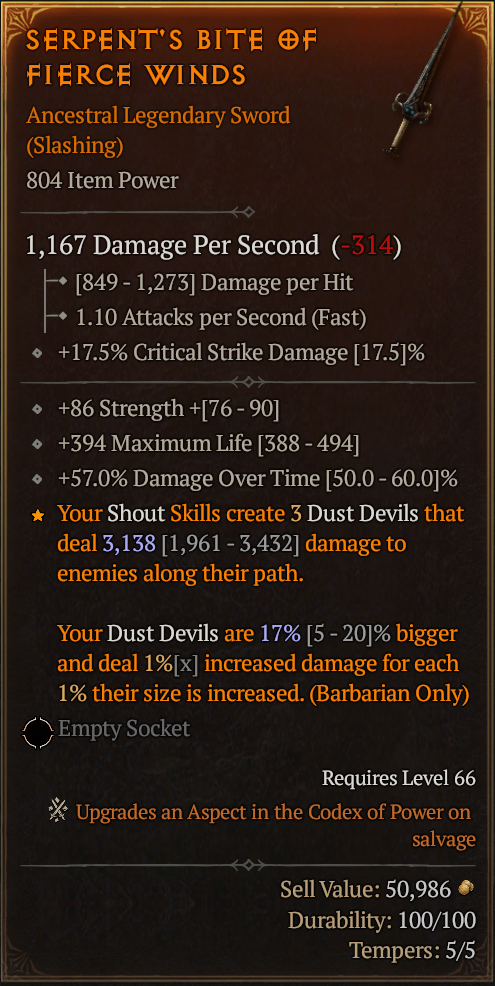 SERPENT'S BITE OF
FIERCE WINDS
Ancestral Legendary Sword
(Slashing)
804 Item Power
1,167 Damage Per Second (-314)
[849 - 1,273] Damage per Hit
1.10 Attacks per Second (Fast)
+17.5% Critical Strike Damage [17.5]%
+86 Strength +[76 - 90]
+394 Maximum Life [388 - 494]
+57.0% Damage Over Time [50.0 - 60.0]%
Your Shout Skills create 3 Dust Devils that
deal 3,138 [1,961 - 3,432] damage to
enemies along their path.
Your Dust Devils are 17% [5 - 20]% bigger
and deal 1%[x] increased damage for each
1% their size is increased. (Barbarian Only)
Empty Socket
Requires Level 66
Upgrades an Aspect in the Codex of Power on
salvage
Sell Value: 50,986
Durability: 100/100
Tempers: 5/5